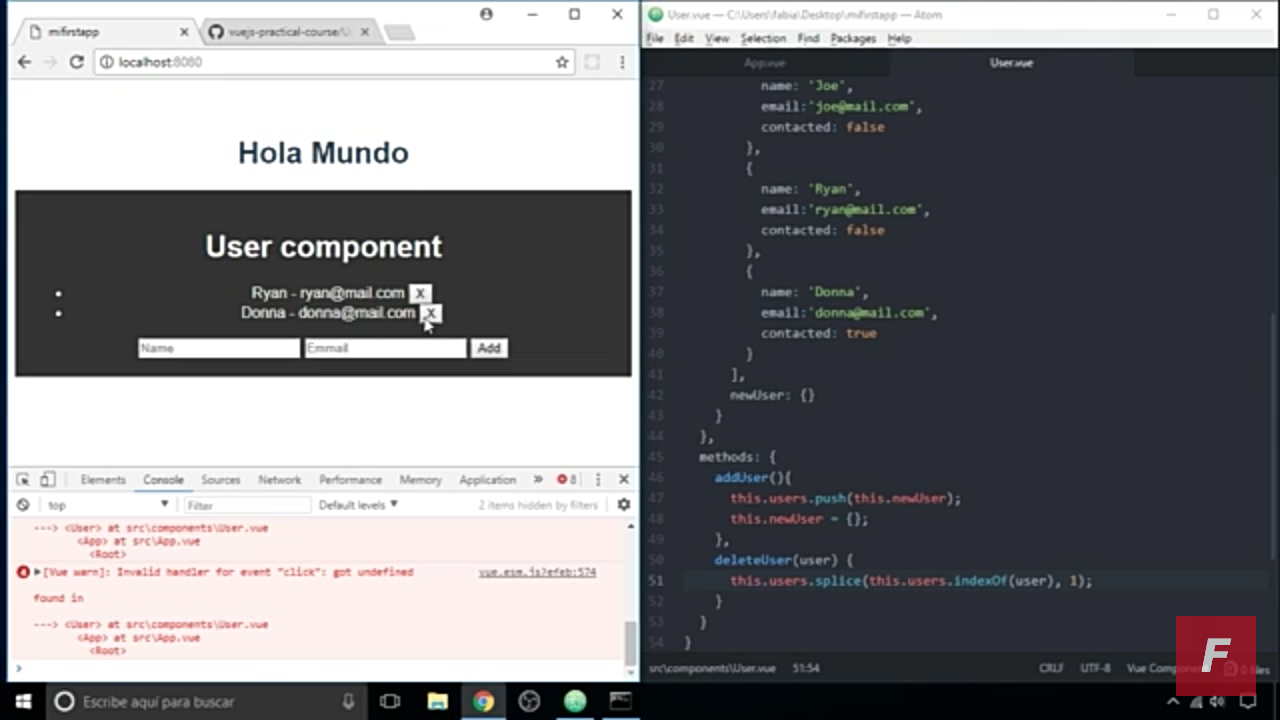 mifirstapp
vuejs-practical-course/U
localhost:8080
Hola Mundo
User component
Ryan - ryan@mail.com X
Donna - donna@mail.com X
Name
Emmail
Add
Elements Console Sources Network Performance Memory Application » 8
top
Filter
Default levels
2 items hidden by filters
---> <User> at src\components\User.vue
<App> at src\App.vue
<Root>
4 [Vue warn]: Invalid handler for event "click": got undefined vue.esm.js?efeb:574
found in
---> <User> at src\components\User.vue
<App> at src\App.vue
<Root>
>
User.vue — C:\Users\fabia\Desktop\mifirstapp — Atom
File Edit View Selection Find Packages Help
App.vue User.vue
27 name: 'Joe',
28 email:'joe@mail.com',
29 contacted: false
30 },
31 {
32 name: 'Ryan',
33 email:'ryan@mail.com',
34 contacted: false
35 },
36 {
37 name: 'Donna',
38 email:'donna@mail.com',
39 contacted: true
40 }
41 ],
42 newUser: {}
43 }
44 },
45 methods: {
46 addUser(){
47 this.users.push(this.newUser);
48 this.newUser = {};
49 },
50 deleteUser(user) {
51 this.users.splice(this.users.indexOf(user), 1);
52 }
53 }
54 }
src\components\User.vue 51:54 CRLF UTF-8 Vue Compon 0 files
F
Escribe aquí para buscar